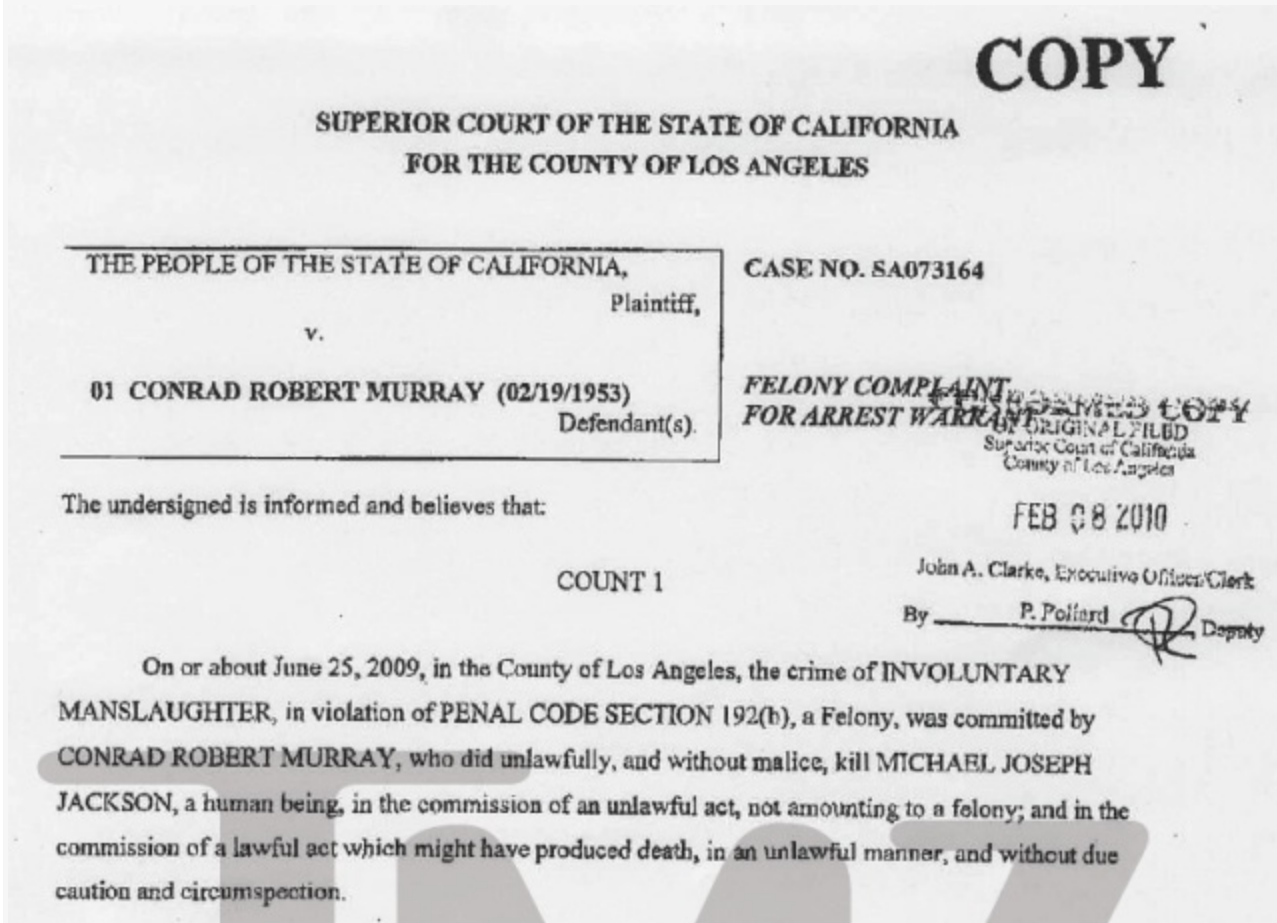 COPY
SUPERIOR COURT OF THE STATE OF CALIFORNIA
FOR THE COUNTY OF LOS ANGELES
THE PEOPLE OF THE STATE OF CALIFORNIA,
Plaintiff,
v.
01 CONRAD ROBERT MURRAY (02/19/1953)
Defendant(s).
CASE NO. SA073164
FELONY COMPLAINT
FOR ARREST WARRANT
COPY
OF ORIGINAL FILED
Superior Court of California
County of Los Angeles
FEB 08 2010
John A. Clarke, Executive Officer/Clerk
By P. Pollard Deputy
The undersigned is informed and believes that:
COUNT 1
On or about June 25, 2009, in the County of Los Angeles, the crime of INVOLUNTARY
MANSLAUGHTER, in violation of PENAL CODE SECTION 192(b), a Felony, was committed by
CONRAD ROBERT MURRAY, who did unlawfully, and without malice, kill MICHAEL JOSEPH
JACKSON, a human being, in the commission of an unlawful act, not amounting to a felony; and in the
commission of a lawful act which might have produced death, in an unlawful manner, and without due
caution and circumspection.
TMZ